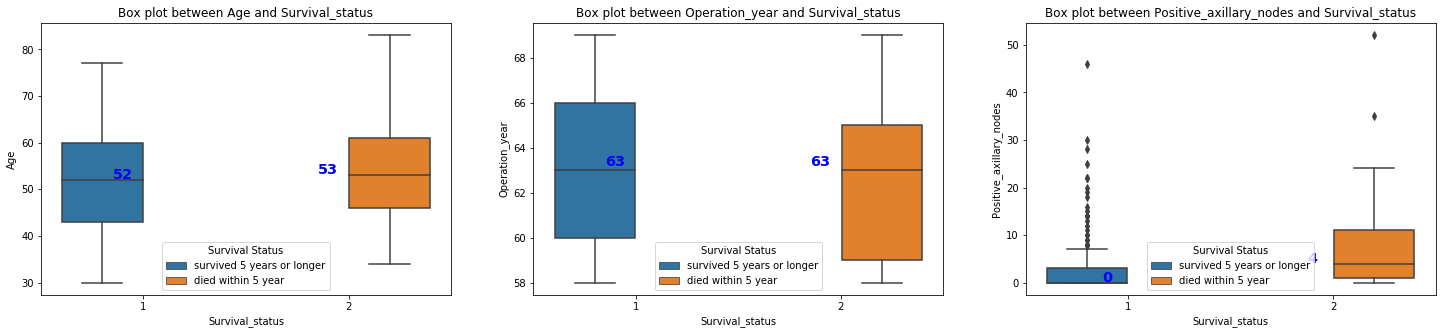 Box plot between Age and Survival_status
Age
80
70
60
50
40
30
52
53
Survival Status
survived 5 years or longer
died within 5 year
1
2
Survival_status
Box plot between Operation_year and Survival_status
Operation_year
68
66
64
62
60
58
63
63
Survival Status
survived 5 years or longer
died within 5 year
1
2
Survival_status
Box plot between Positive_axillary_nodes and Survival_status
Positive_axillary_nodes
50
40
30
20
10
0
0
4
Survival Status
survived 5 years or longer
died within 5 year
1
2
Survival_status